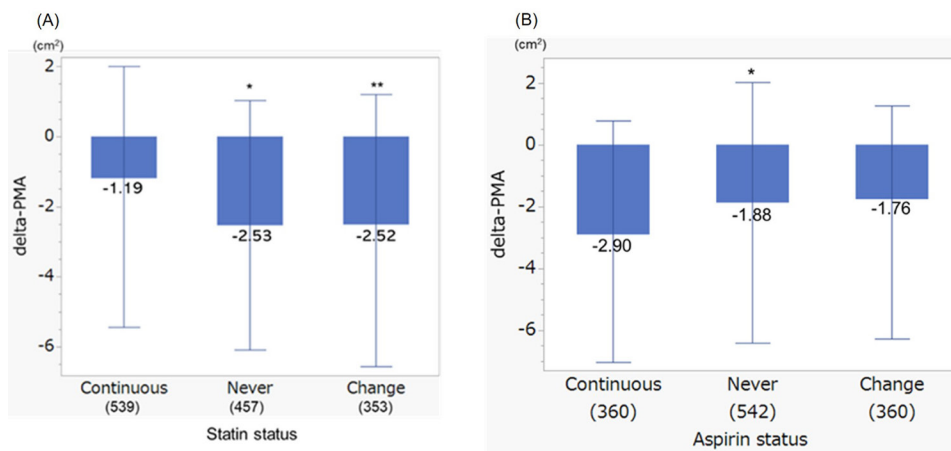 (A)
(cm²)
delta-PMA
2
0
-2
-4
-6
*
**
-1.19
-2.53
-2.52
Continuous Never Change
(539) (457) (353)
Statin status
(B)
(cm²)
delta-PMA
2
0
-2
-4
-6
*
-2.90
-1.88
-1.76
Continuous Never Change
(360) (542) (360)
Aspirin status